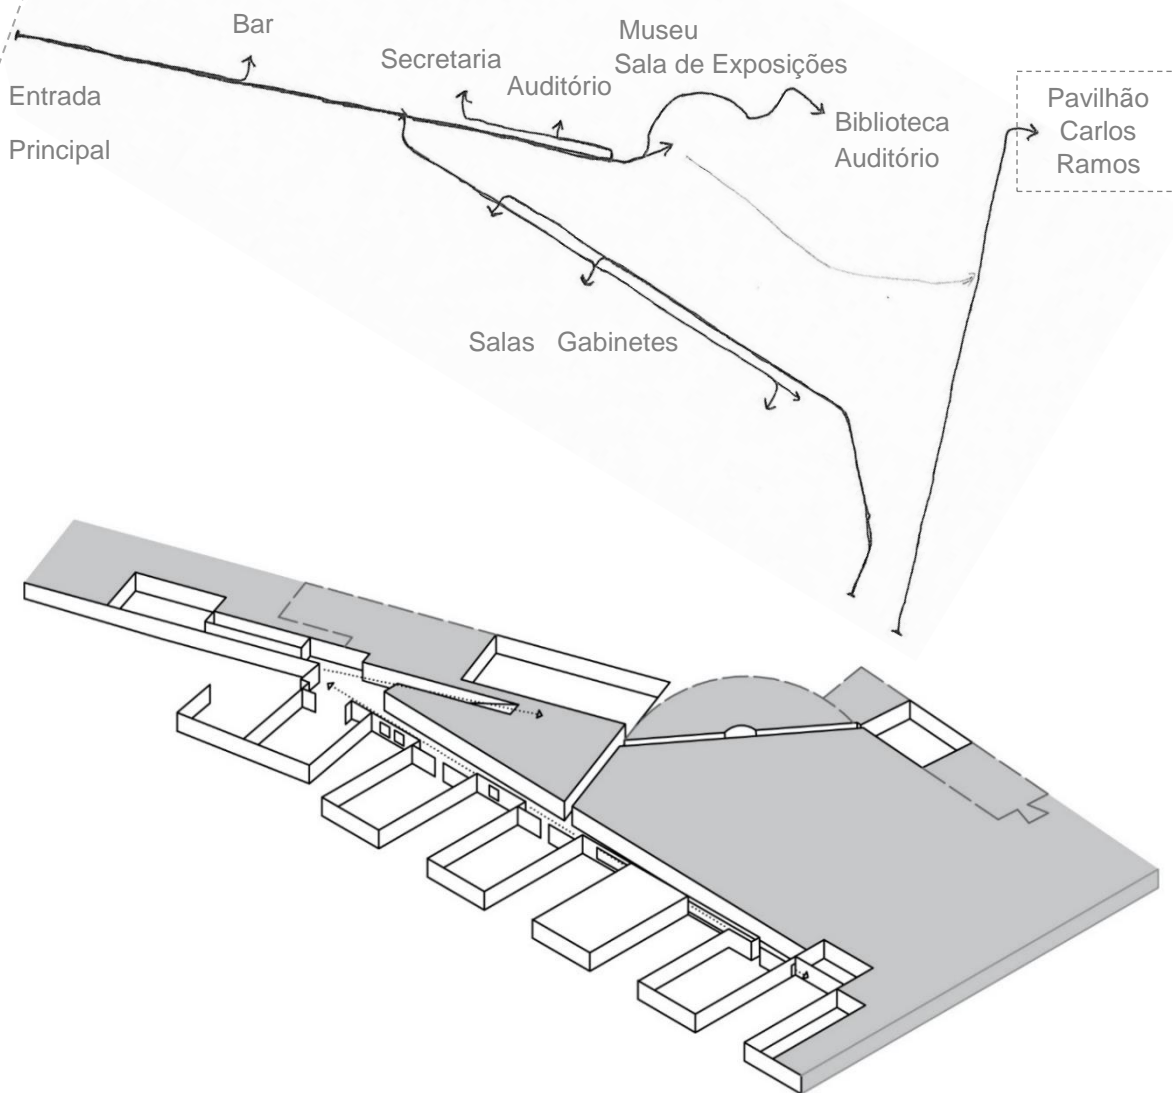 Bar
Museu
Secretaria
Sala de Exposições
Auditório
Entrada
Principal
Biblioteca
Auditório
Pavilhão
Carlos
Ramos
Salas Gabinetes